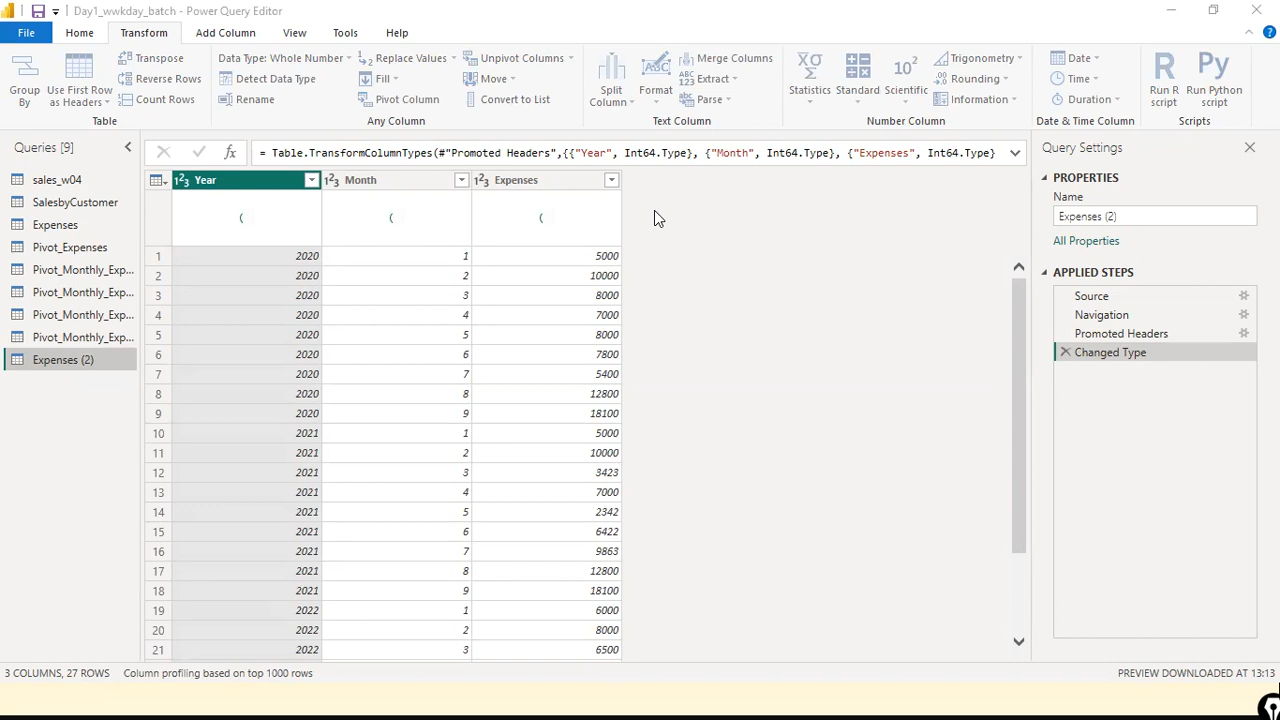 Day1_wwkday_batch - Power Query Editor
File Home Transform Add Column View Tools Help
Group By
Use First Row as Headers
Transpose
Reverse Rows
Count Rows
Table
Data Type: Whole Number
Detect Data Type
Rename
Replace Values
Fill
Pivot Column
Unpivot Columns
Move
Convert to List
Any Column
Split Column
Format
Merge Columns
Extract
Parse
Text Column
Statistics
Standard
Scientific
Trigonometry
Rounding
Information
Number Column
Date
Time
Duration
Date & Time Column
Run R script
Run Python script
Scripts
Queries [9]
sales_w04
SalesbyCustomer
Expenses
Pivot_Expenses
Pivot_Monthly_Exp...
Pivot_Monthly_Exp...
Pivot_Monthly_Exp...
Pivot_Monthly_Exp...
Expenses (2)
= Table.TransformColumnTypes(#"Promoted Headers",{{"Year", Int64.Type}, {"Month", Int64.Type}, {"Expenses", Int64.Type}
Year Month Expenses
1 2020 1 5000
2 2020 2 10000
3 2020 3 8000
4 2020 4 7000
5 2020 5 8000
6 2020 6 7800
7 2020 7 5400
8 2020 8 12800
9 2020 9 18100
10 2021 1 5000
11 2021 2 10000
12 2021 3 3423
13 2021 4 7000
14 2021 5 2342
15 2021 6 6422
16 2021 7 9863
17 2021 8 12800
18 2021 9 18100
19 2022 1 6000
20 2022 2 8000
21 2022 3 6500
Query Settings
PROPERTIES
Name
Expenses (2)
All Properties
APPLIED STEPS
Source
Navigation
Promoted Headers
Changed Type
3 COLUMNS, 27 ROWS Column profiling based on top 1000 rows
PREVIEW DOWNLOADED AT 13:13